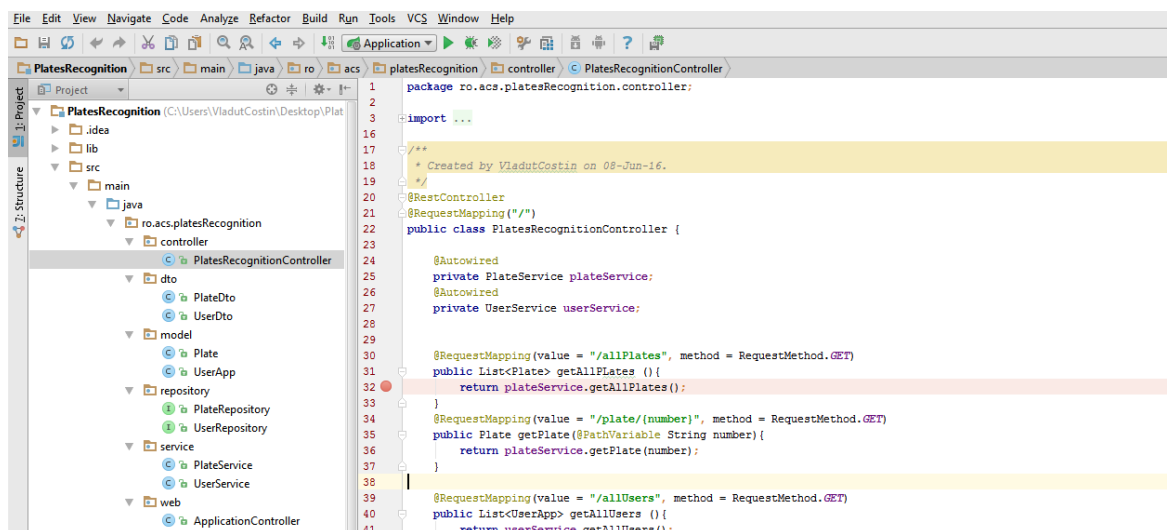 File Edit View Navigate Code Analyze Refactor Build Run Tools VCS Window Help
Application
PlatesRecognition src main java ro acs platesRecognition controller PlatesRecognitionController
1: Project
7: Structure
Project
PlatesRecognition (C:\Users\VladutCostin\Desktop\Plat
.idea
lib
src
main
java
ro.acs.platesRecognition
controller
PlatesRecognitionController
dto
PlateDto
UserDto
model
Plate
UserApp
repository
PlateRepository
UserRepository
service
PlateService
UserService
web
ApplicationController
1 package ro.acs.platesRecognition.controller;
2
3 import ...
16
17 /**
18 * Created by VladutCostin on 08-Jun-16.
19 */
20 @RestController
21 @RequestMapping("/")
22 public class PlatesRecognitionController {
23
24 @Autowired
25 private PlateService plateService;
26 @Autowired
27 private UserService userService;
28
29
30 @RequestMapping(value = "/allPlates", method = RequestMethod.GET)
31 public List<Plate> getAllPLates (){
32 return plateService.getAllPlates();
33 }
34 @RequestMapping(value = "/plate/{number}", method = RequestMethod.GET)
35 public Plate getPlate(@PathVariable String number){
36 return plateService.getPlate(number);
37 }
38
39 @RequestMapping(value = "/allUsers", method = RequestMethod.GET)
40 public List<UserApp> getAllUsers (){
41 return userService.getAllUsers();